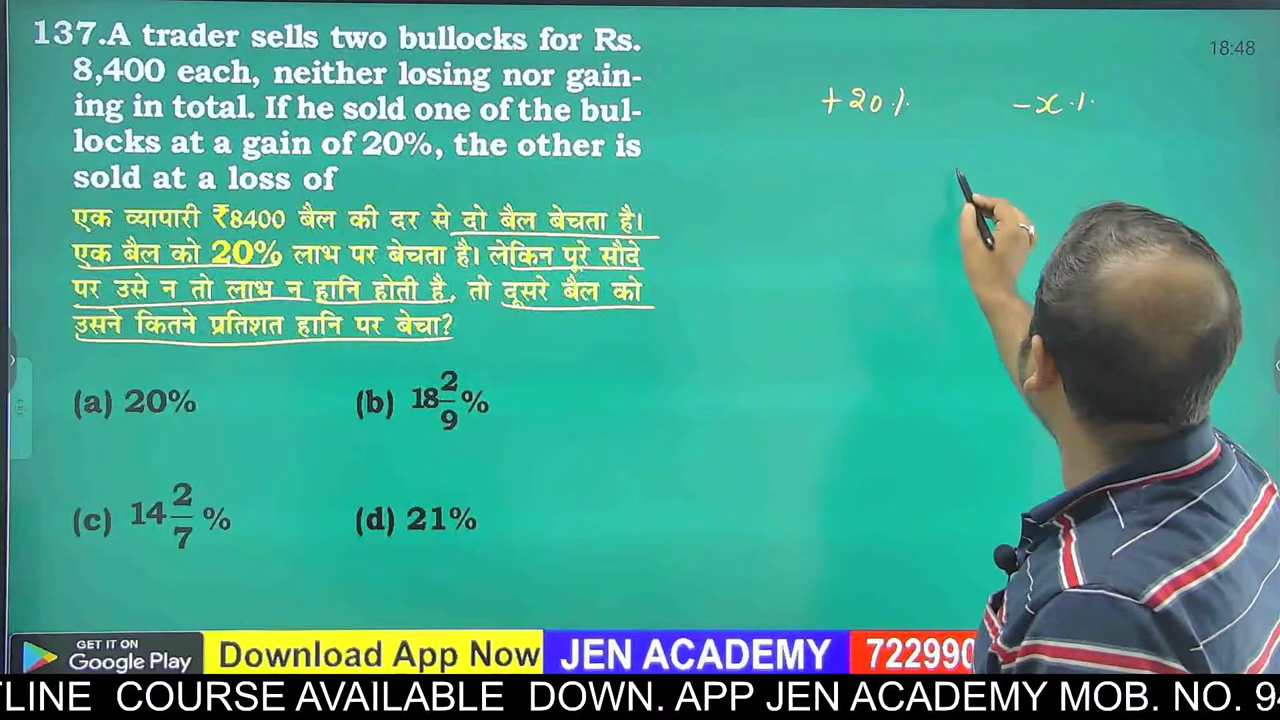 137.A trader sells two bullocks for Rs.
8,400 each, neither losing nor gain-
ing in total. If he sold one of the bul-
locks at a gain of 20%, the other is
sold at a loss of
एक व्यापारी ₹8400 बैल की दर से दो बैल बेचता है।
एक बैल को 20% लाभ पर बेचता है। लेकिन पूरे सौदे
पर उसे न तो लाभ न हानि होती है, तो दूसरे बैल को
उसने कितने प्रतिशत हानि पर बेचा?
(a) 20% (b) 18 2/9 %
(c) 14 2/7 % (d) 21%
18:48
+20% -x%
GET IT ON
Google Play
Download App Now
JEN ACADEMY
722990
TLINE COURSE AVAILABLE DOWN. APP JEN ACADEMY MOB. NO. 9